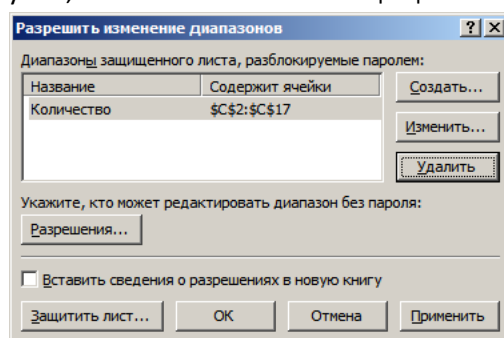 Разрешить изменение диапазонов
Диапазоны защищенного листа, разблокируемые паролем:
Название Содержит ячейки
Количество $C$2:$C$17
Создать...
Изменить...
Удалить
Укажите, кто может редактировать диапазон без пароля:
Разрешения...
Вставить сведения о разрешениях в новую книгу
Защитить лист... ОК Отмена Применить